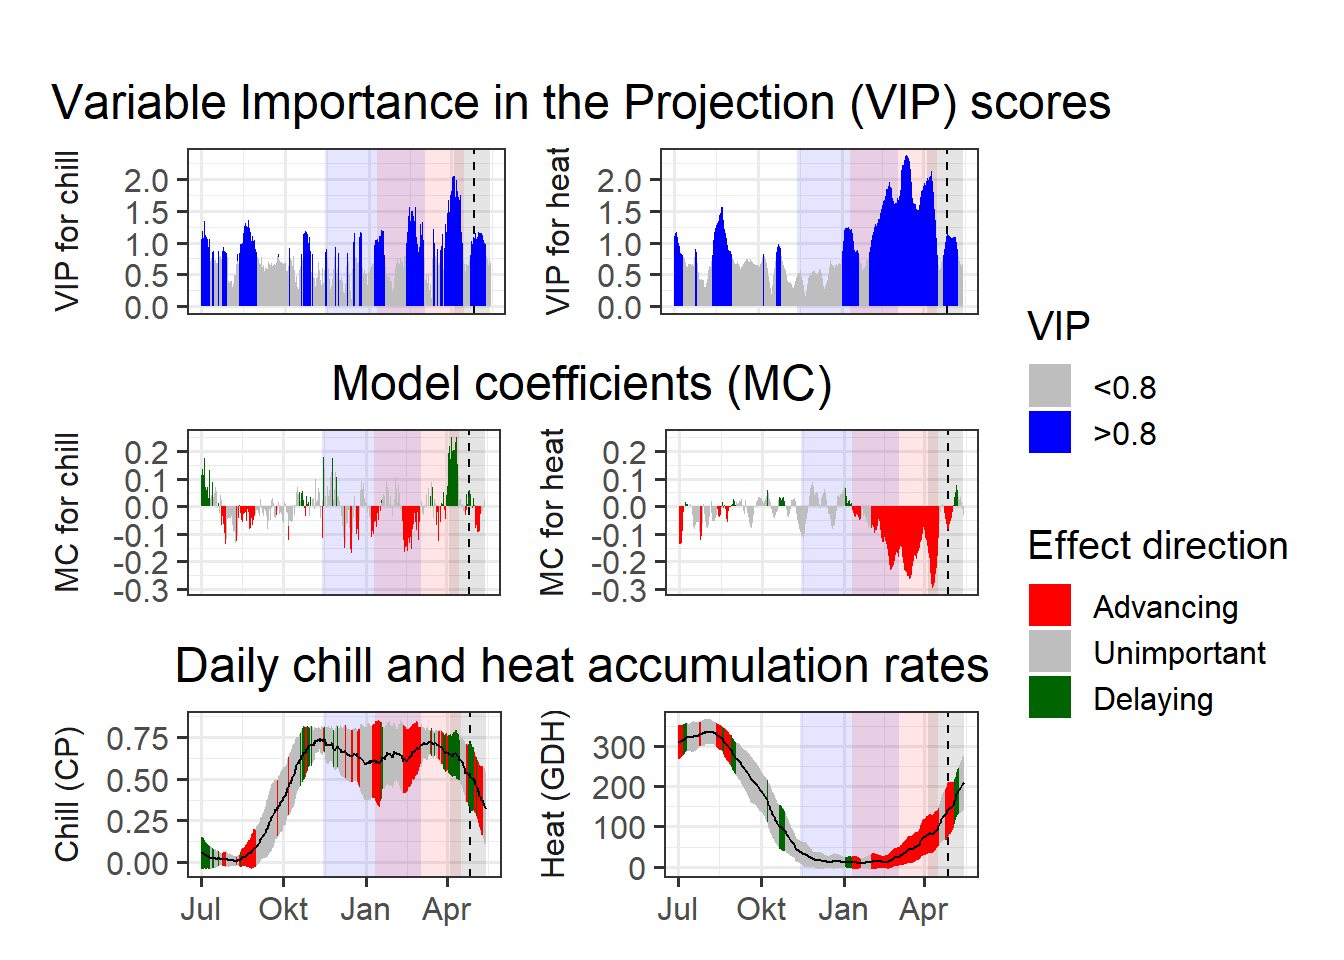 Variable Importance in the Projection (VIP) scores
VIP for chill
2.0
1.5
1.0
0.5
0.0
VIP for heat
2.0
1.5
1.0
0.5
0.0
Model coefficients (MC)
MC for chill
0.2
0.1
0.0
-0.1
-0.2
-0.3
MC for heat
0.2
0.1
0.0
-0.1
-0.2
-0.3
Daily chill and heat accumulation rates
Chill (CP)
0.75
0.50
0.25
0.00
Jul Okt Jan Apr
Heat (GDH)
300
200
100
0
Jul Okt Jan Apr
VIP
<0.8
>0.8
Effect direction
Advancing
Unimportant
Delaying